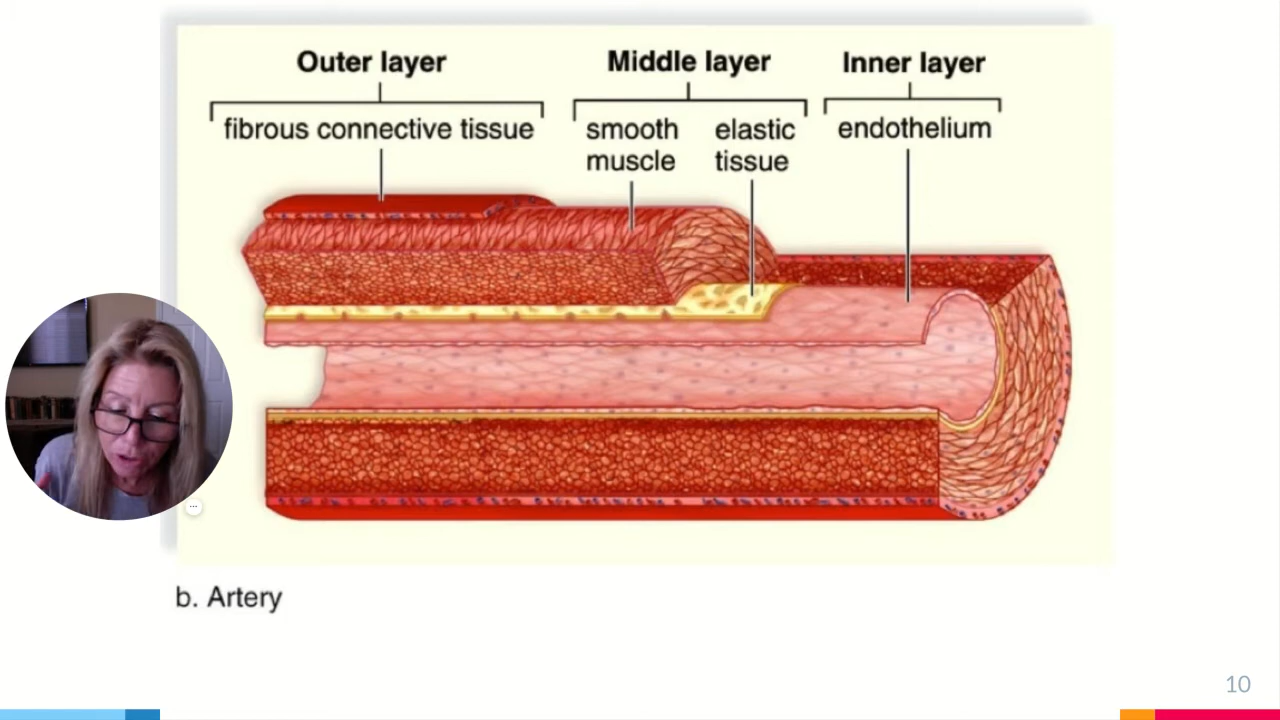 Outer layer
Middle layer
Inner layer
fibrous connective tissue
smooth
muscle
elastic
tissue
endothelium
b. Artery
10